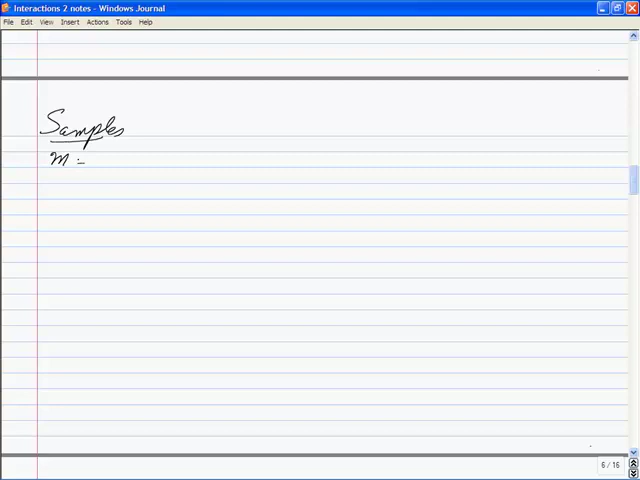 Interactions 2 notes - Windows Journal
File Edit View Insert Actions Tools Help
Samples
m =
6 / 16